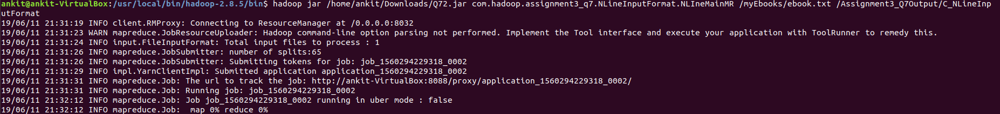 ankit@ankit-VirtualBox:/usr/local/bin/hadoop-2.8.5/bin$ hadoop jar /home/ankit/Downloads/Q72.jar com.hadoop.assignment3_q7.NLineInputFormat.NLIneMainMR /myEbooks/ebook.txt /Assignment3_Q7Output/C_NLineInp
utFormat
19/06/11 21:31:19 INFO client.RMProxy: Connecting to ResourceManager at /0.0.0.0:8032
19/06/11 21:31:23 WARN mapreduce.JobResourceUploader: Hadoop command-line option parsing not performed. Implement the Tool interface and execute your application with ToolRunner to remedy this.
19/06/11 21:31:24 INFO input.FileInputFormat: Total input files to process : 1
19/06/11 21:31:26 INFO mapreduce.JobSubmitter: number of splits:65
19/06/11 21:31:26 INFO mapreduce.JobSubmitter: Submitting tokens for job: job_1560294229318_0002
19/06/11 21:31:29 INFO impl.YarnClientImpl: Submitted application application_1560294229318_0002
19/06/11 21:31:31 INFO mapreduce.Job: The url to track the job: http://ankit-VirtualBox:8088/proxy/application_1560294229318_0002/
19/06/11 21:31:31 INFO mapreduce.Job: Running job: job_1560294229318_0002
19/06/11 21:32:12 INFO mapreduce.Job: Job job_1560294229318_0002 running in uber mode : false
19/06/11 21:32:12 INFO mapreduce.Job:  map 0% reduce 0%